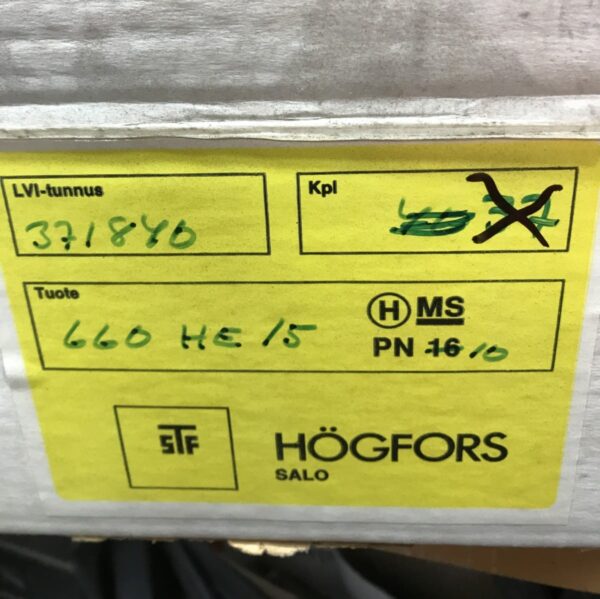 LVI-tunnus
371840
Kpl
Tuote
660 HE 15
H MS
PN 16 10
STF
HÖGFORS
SALO